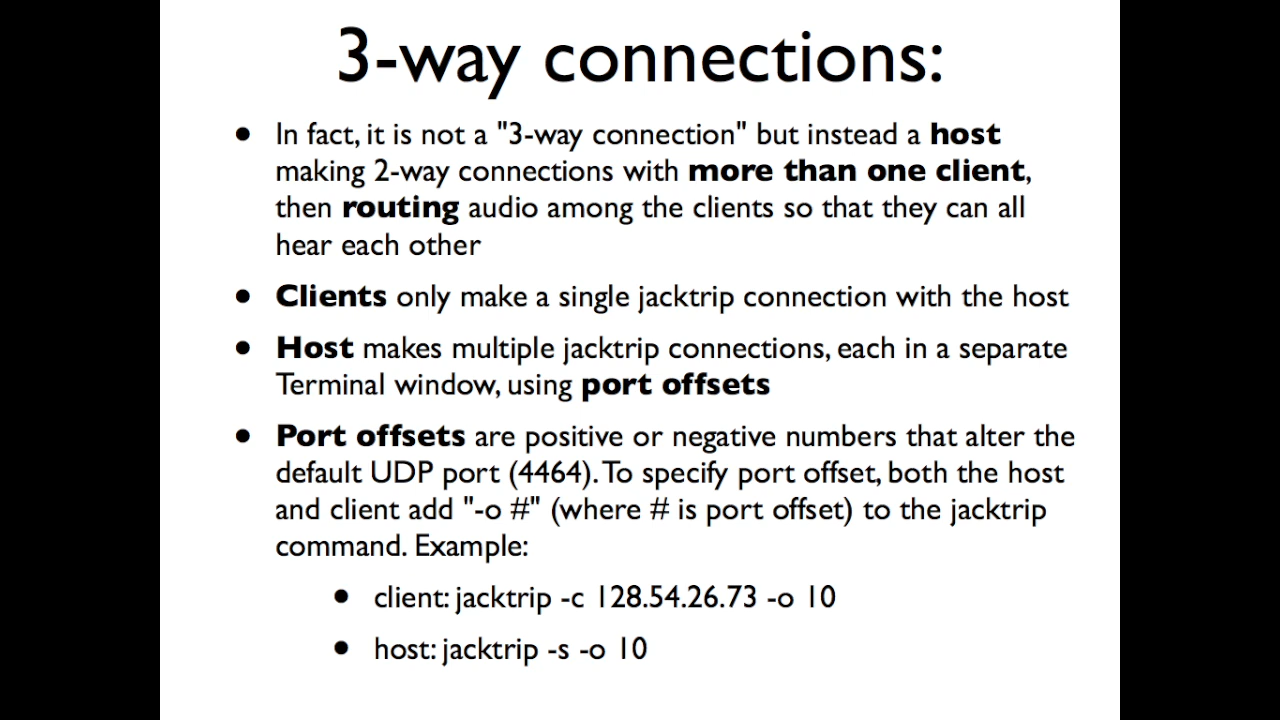 3-way connections:
• In fact, it is not a "3-way connection" but instead a host
making 2-way connections with more than one client,
then routing audio among the clients so that they can all
hear each other
• Clients only make a single jacktrip connection with the host
• Host makes multiple jacktrip connections, each in a separate
Terminal window, using port offsets
• Port offsets are positive or negative numbers that alter the
default UDP port (4464). To specify port offset, both the host
and client add "-o #" (where # is port offset) to the jacktrip
command. Example:
• client: jacktrip -c 128.54.26.73 -o 10
• host: jacktrip -s -o 10